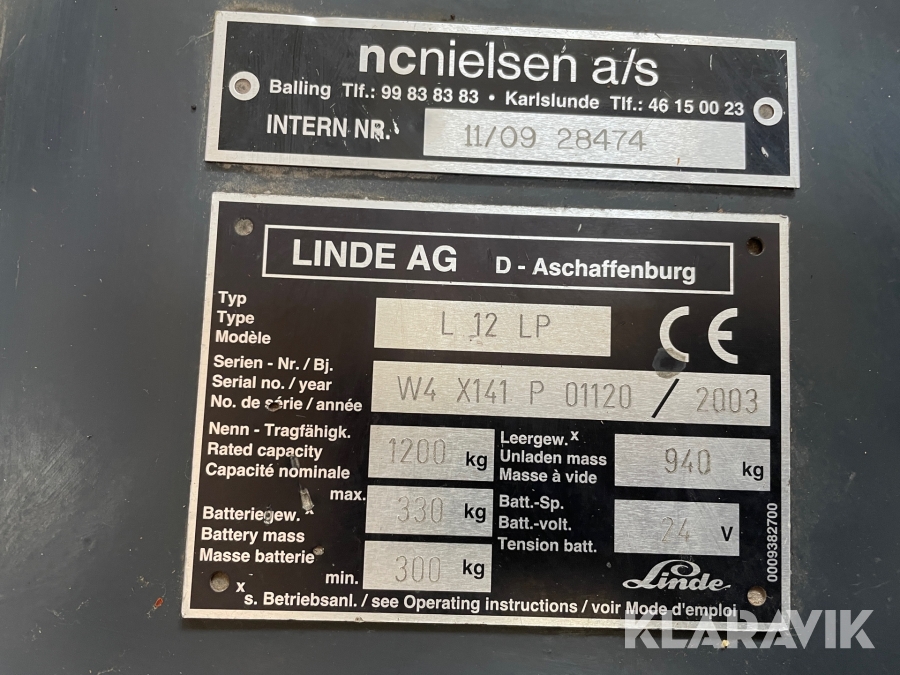 ncnielsen a/s
Balling Tlf.: 99 83 83 83 • Karlslunde Tlf.: 46 15 00 23
INTERN NR. 11/09 28474
LINDE AG D - Aschaffenburg
Typ
Type
Modèle
L 12 LP
CE
Serien - Nr. / Bj.
Serial no. / year
No. de série / année
W4 X141 P 01120 / 2003
Nenn - Tragfähigk.
Rated capacity
Capacité nominale
1200 kg
Leergew. x
Unladen mass
Masse à vide
940 kg
Batteriegew.
Battery mass
Masse batterie
max. 330 kg
min. 300 kg
Batt.-Sp.
Batt.-volt.
Tension batt.
24 V
Linde
0009382700
x s. Betriebsanl. / see Operating instructions / voir Mode d'emploi
KLARAVIK